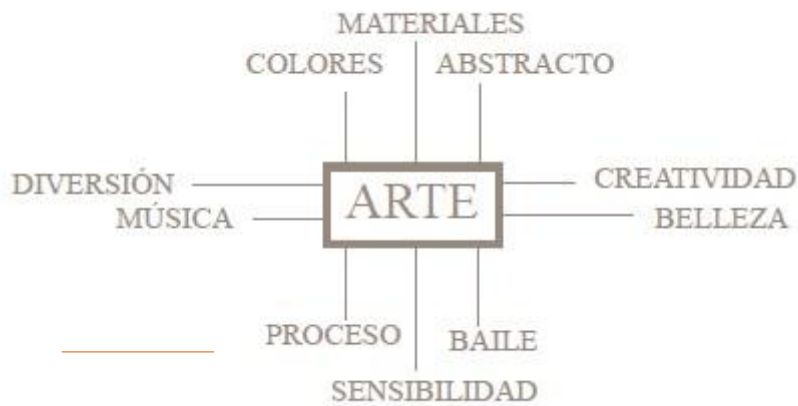 MATERIALES
COLORES
ABSTRACTO
DIVERSIÓN
CREATIVIDAD
MÚSICA
ARTE
BELLEZA
PROCESO
BAILE
SENSIBILIDAD